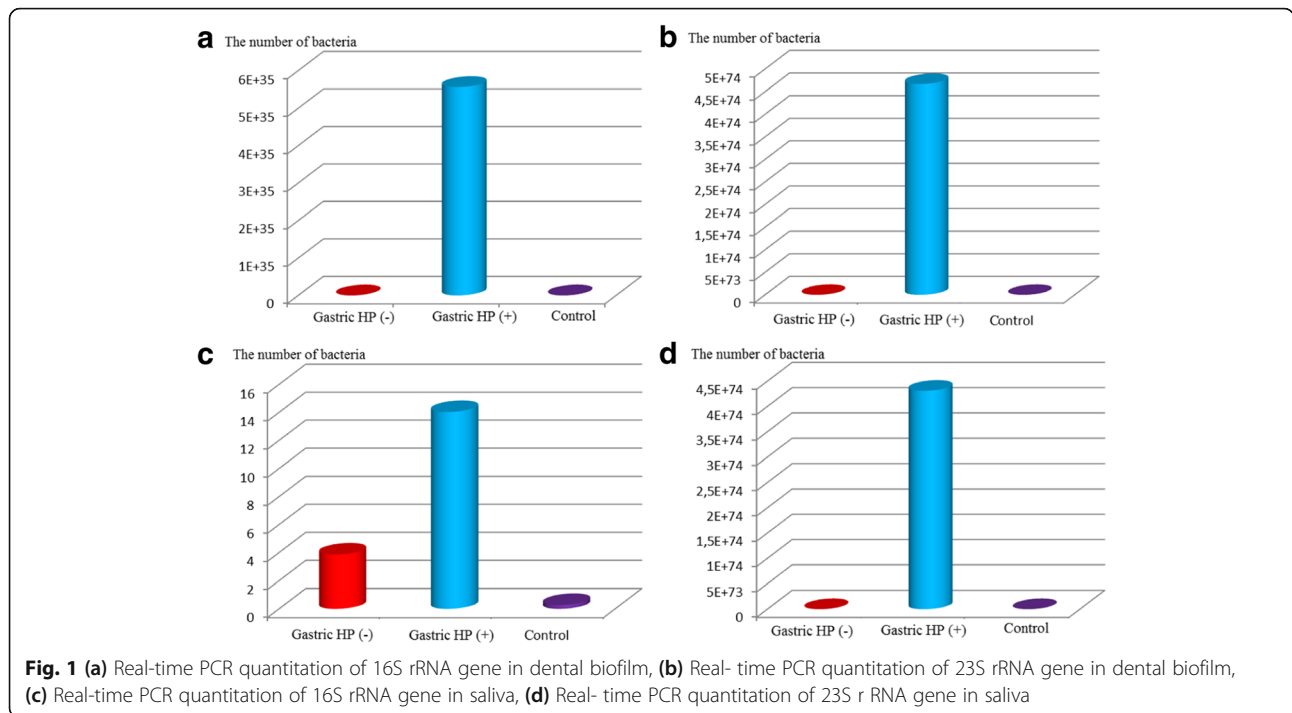 a The number of bacteria
6E+35
5E+35
4E+35
3E+35
2E+35
1E+35
0
Gastric HP (-) Gastric HP (+) Control
b The number of bacteria
5E+74
4,5E+74
4E+74
3,5E+74
3E+74
2,5E+74
2E+74
1,5E+74
1E+74
5E+73
0
Gastric HP (-) Gastric HP (+) Control
c The number of bacteria
16
14
12
10
8
6
4
2
0
Gastric HP (-) Gastric HP (+) Control
d The number of bacteria
4,5E+74
4E+74
3,5E+74
3E+74
2,5E+74
2E+74
1,5E+74
1E+74
5E+73
0
Gastric HP (-) Gastric HP (+) Control
Fig. 1 (a) Real-time PCR quantitation of 16S rRNA gene in dental biofilm, (b) Real- time PCR quantitation of 23S rRNA gene in dental biofilm,
(c) Real-time PCR quantitation of 16S rRNA gene in saliva, (d) Real- time PCR quantitation of 23S r RNA gene in saliva